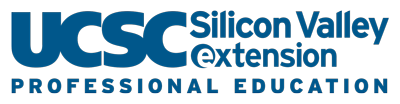 UCSC Silicon Valley
extension
PROFESSIONAL EDUCATION